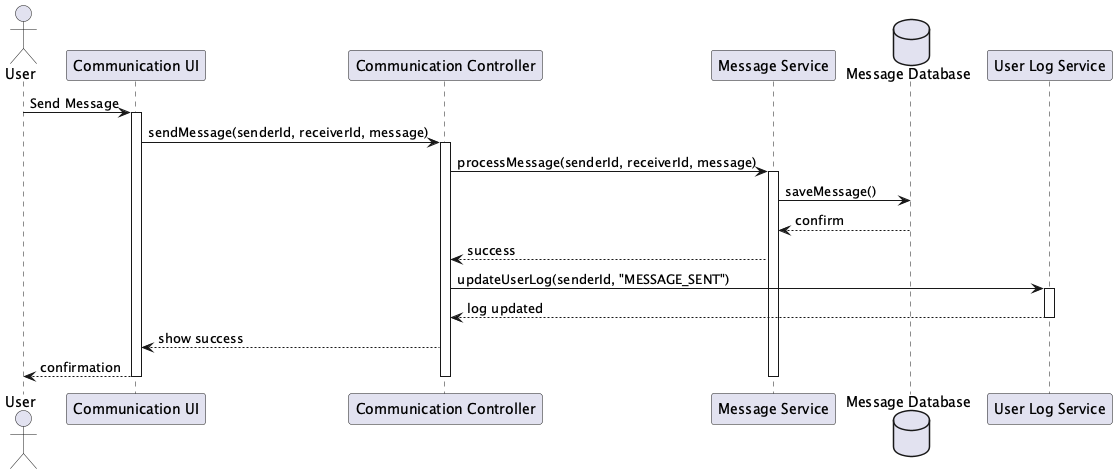 User
Communication UI
Communication Controller
Message Service
Message Database
User Log Service
Send Message
sendMessage(senderId, receiverId, message)
processMessage(senderId, receiverId, message)
saveMessage()
confirm
success
updateUserLog(senderId, "MESSAGE_SENT")
log updated
show success
confirmation
User
Communication UI
Communication Controller
Message Service
Message Database
User Log Service